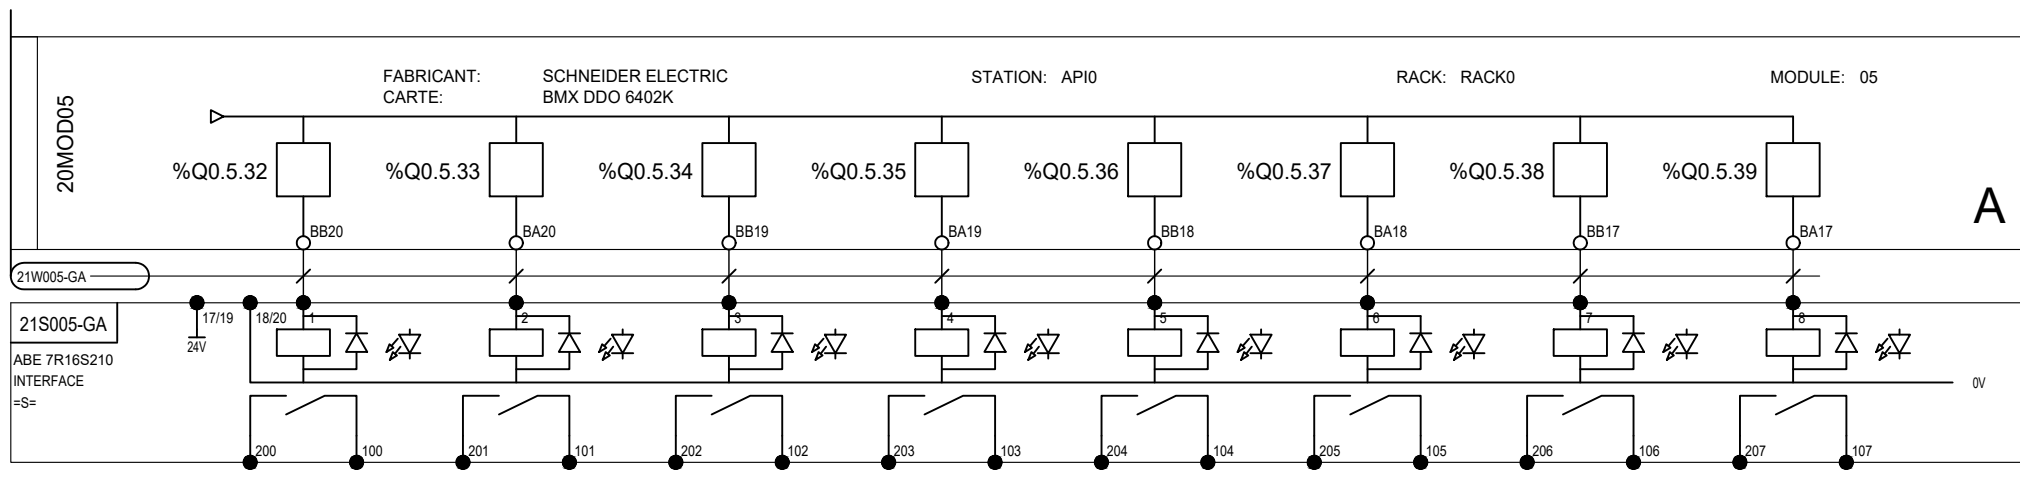 FABRICANT: SCHNEIDER ELECTRIC STATION: API0 RACK: RACK0 MODULE: 05
CARTE: BMX DDO 6402K
20MOD05
%Q0.5.32 %Q0.5.33 %Q0.5.34 %Q0.5.35 %Q0.5.36 %Q0.5.37 %Q0.5.38 %Q0.5.39
A
BB20 BA20 BB19 BA19 BB18 BA18 BB17 BA17
21W005-GA
21S005-GA 17/19 18/20 1 2 3 4 5 6 7 8
24V
ABE 7R16S210
INTERFACE
=S=
0V
200 100 201 101 202 102 203 103 204 104 205 105 206 106 207 107